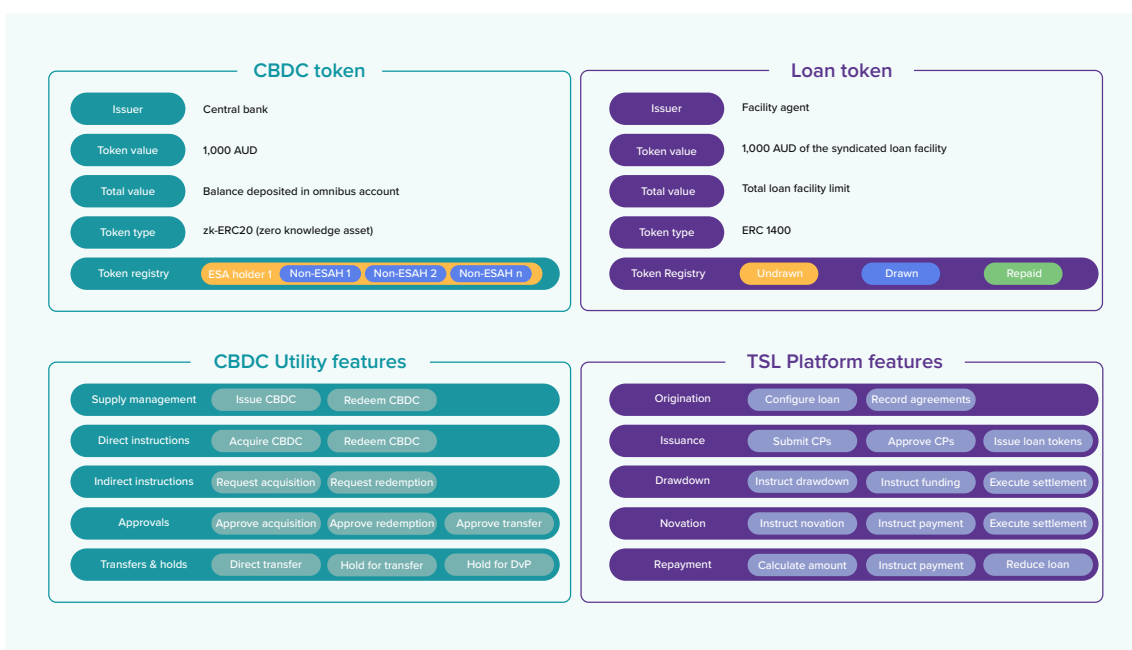 CBDC token
Issuer Central bank
Token value 1,000 AUD
Total value Balance deposited in omnibus account
Token type zk-ERC20 (zero knowledge asset)
Token registry ESA holder 1 Non-ESAH 1 Non-ESAH 2 Non-ESAH n
Loan token
Issuer Facility agent
Token value 1,000 AUD of the syndicated loan facility
Total value Total loan facility limit
Token type ERC 1400
Token Registry Undrawn Drawn Repaid
CBDC Utility features
Supply management Issue CBDC Redeem CBDC
Direct instructions Acquire CBDC Redeem CBDC
Indirect instructions Request acquisition Request redemption
Approvals Approve acquisition Approve redemption Approve transfer
Transfers & holds Direct transfer Hold for transfer Hold for DvP
TSL Platform features
Origination Configure loan Record agreements
Issuance Submit CPs Approve CPs Issue loan tokens
Drawdown Instruct drawdown Instruct funding Execute settlement
Novation Instruct novation Instruct payment Execute settlement
Repayment Calculate amount Instruct payment Reduce loan